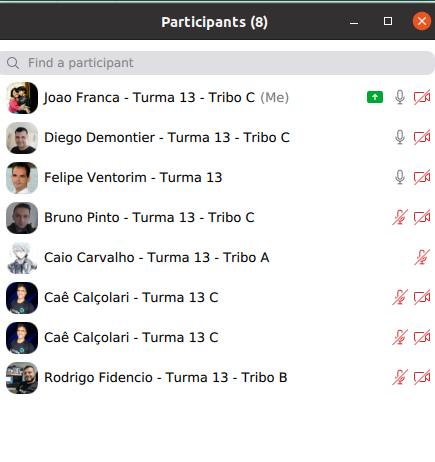 Participants (8)
Find a participant
Joao Franca - Turma 13 - Tribo C (Me)
Diego Demontier - Turma 13 - Tribo C
Felipe Ventorim - Turma 13
Bruno Pinto - Turma 13 - Tribo C
Caio Carvalho - Turma 13 - Tribo A
Caê Calçolari - Turma 13 C
Caê Calçolari - Turma 13 C
Rodrigo Fidencio - Turma 13 - Tribo B